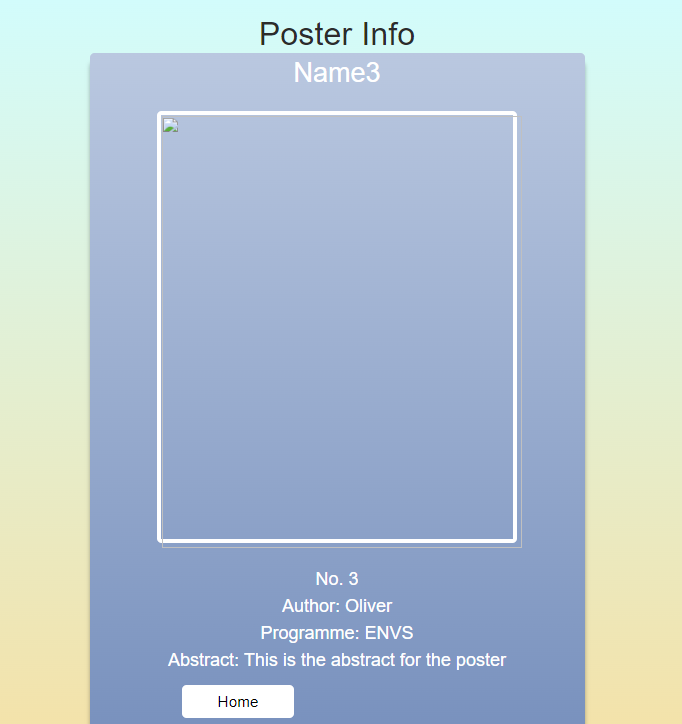 Poster Info
Name3
No. 3
Author: Oliver
Programme: ENVS
Abstract: This is the abstract for the poster
Home